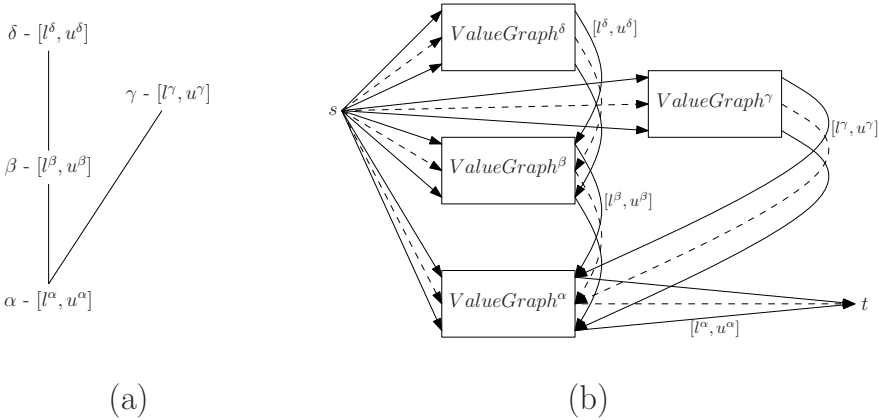 δ - [l^δ, u^δ]
γ - [l^γ, u^γ]
β - [l^β, u^β]
α - [l^α, u^α]
(a)
ValueGraph^δ
[l^δ, u^δ]
ValueGraph^γ
s
[l^γ, u^γ]
ValueGraph^β
[l^β, u^β]
ValueGraph^α
t
[l^α, u^α]
(b)